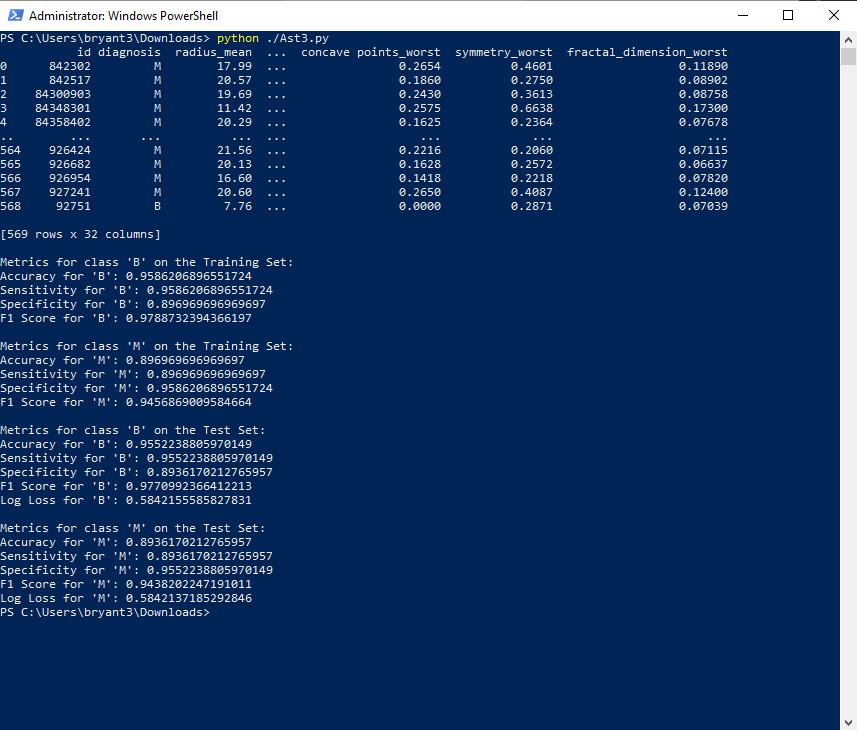 Administrator: Windows PowerShell
PS C:\Users\bryant3\Downloads> python ./Ast3.py
id diagnosis radius_mean ... concave points_worst symmetry_worst fractal_dimension_worst
0 842302 M 17.99 ... 0.2654 0.4601 0.11890
1 842517 M 20.57 ... 0.1860 0.2750 0.08902
2 84300903 M 19.69 ... 0.2430 0.3613 0.08758
3 84348301 M 11.42 ... 0.2575 0.6638 0.17300
4 84358402 M 20.29 ... 0.1625 0.2364 0.07678
.. ... ... ... ... ... ... ...
564 926424 M 21.56 ... 0.2216 0.2060 0.07115
565 926682 M 20.13 ... 0.1628 0.2572 0.06637
566 926954 M 16.60 ... 0.1418 0.2218 0.07820
567 927241 M 20.60 ... 0.2650 0.4087 0.12400
568 92751 B 7.76 ... 0.0000 0.2871 0.07039
[569 rows x 32 columns]
Metrics for class 'B' on the Training Set:
Accuracy for 'B': 0.9586206896551724
Sensitivity for 'B': 0.9586206896551724
Specificity for 'B': 0.896969696969697
F1 Score for 'B': 0.9788732394366197
Metrics for class 'M' on the Training Set:
Accuracy for 'M': 0.896969696969697
Sensitivity for 'M': 0.896969696969697
Specificity for 'M': 0.9586206896551724
F1 Score for 'M': 0.9456869009584664
Metrics for class 'B' on the Test Set:
Accuracy for 'B': 0.9552238805970149
Sensitivity for 'B': 0.9552238805970149
Specificity for 'B': 0.8936170212765957
F1 Score for 'B': 0.9770992366412213
Log Loss for 'B': 0.5842155585827831
Metrics for class 'M' on the Test Set:
Accuracy for 'M': 0.8936170212765957
Sensitivity for 'M': 0.8936170212765957
Specificity for 'M': 0.9552238805970149
F1 Score for 'M': 0.9438202247191011
Log Loss for 'M': 0.5842137185292846
PS C:\Users\bryant3\Downloads>